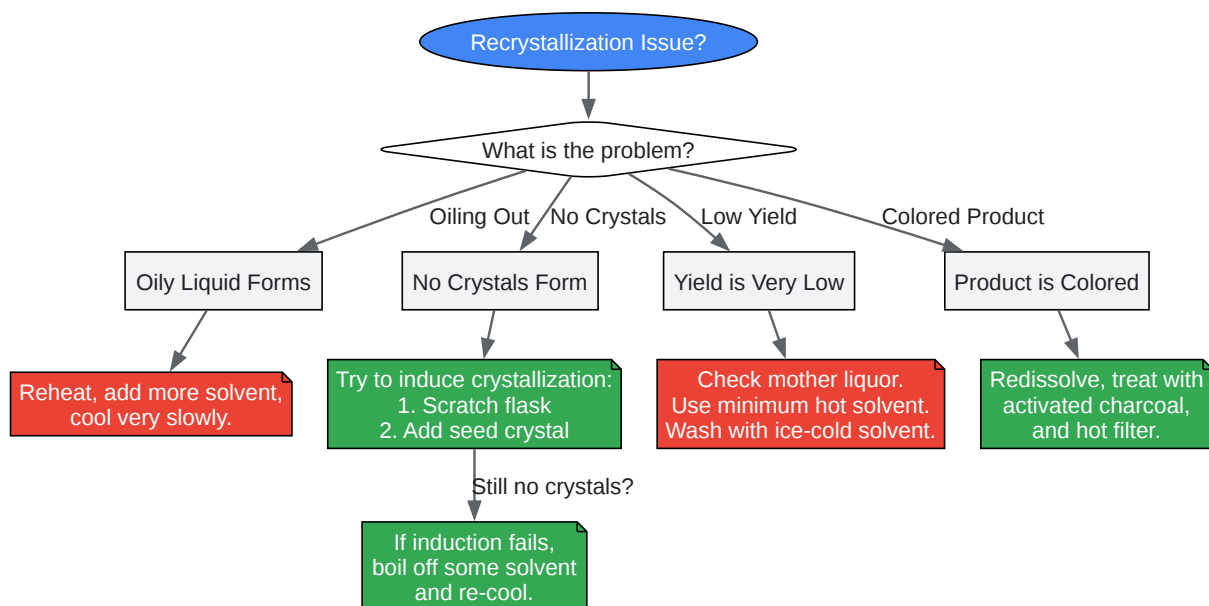 Recrystallization Issue?
What is the problem?
Oiling Out
No Crystals
Low Yield
Colored Product
Oily Liquid Forms
No Crystals Form
Yield is Very Low
Product is Colored
Reheat, add more solvent,
cool very slowly.
Try to induce crystallization:
1. Scratch flask
2. Add seed crystal
Check mother liquor.
Use minimum hot solvent.
Wash with ice-cold solvent.
Redissolve, treat with
activated charcoal,
and hot filter.
Still no crystals?
If induction fails,
boil off some solvent
and re-cool.